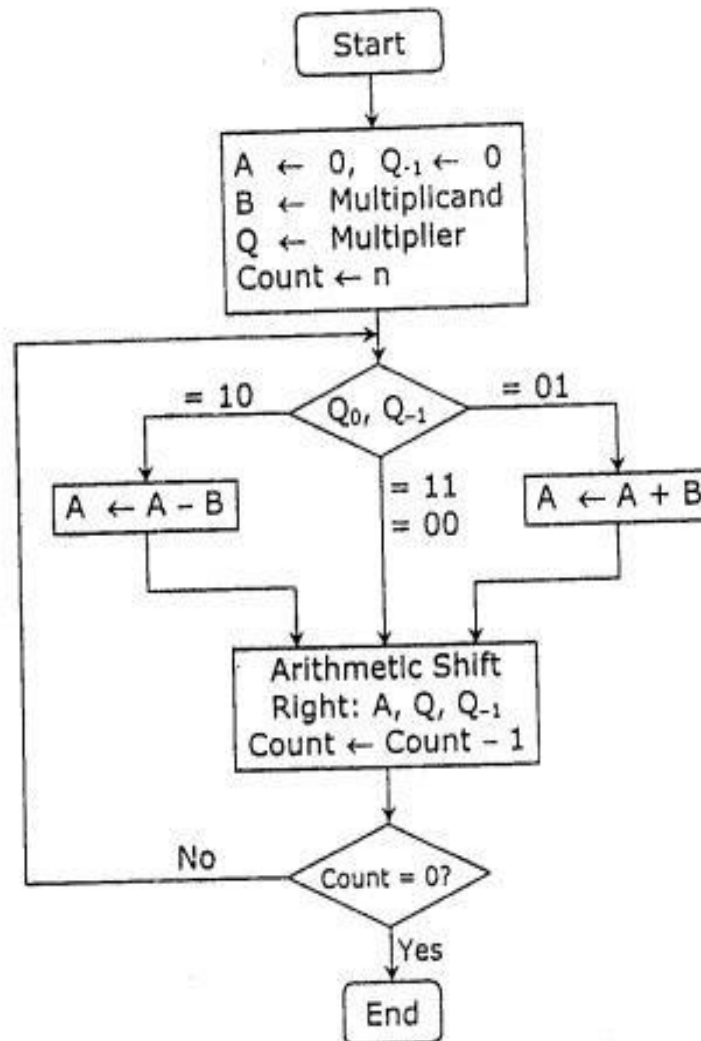 Start
A ← 0, Q₋₁ ← 0
B ← Multiplicand
Q ← Multiplier
Count ← n
= 10
Q₀, Q₋₁
= 01
A ← A – B
= 11
= 00
A ← A + B
Arithmetic Shift
Right: A, Q, Q₋₁
Count ← Count – 1
No
Count = 0?
Yes
End